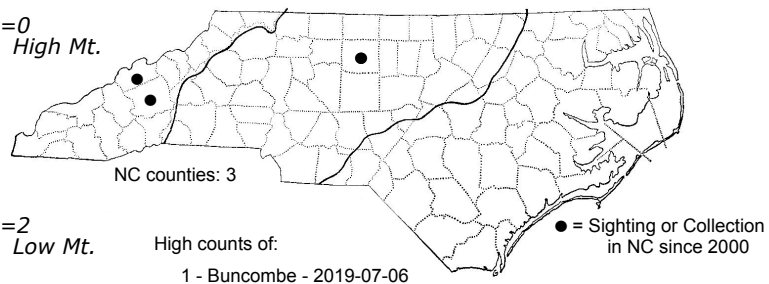 =0
High Mt.
NC counties: 3
=2
Low Mt.
High counts of:
1 - Buncombe - 2019-07-06
● = Sighting or Collection
in NC since 2000